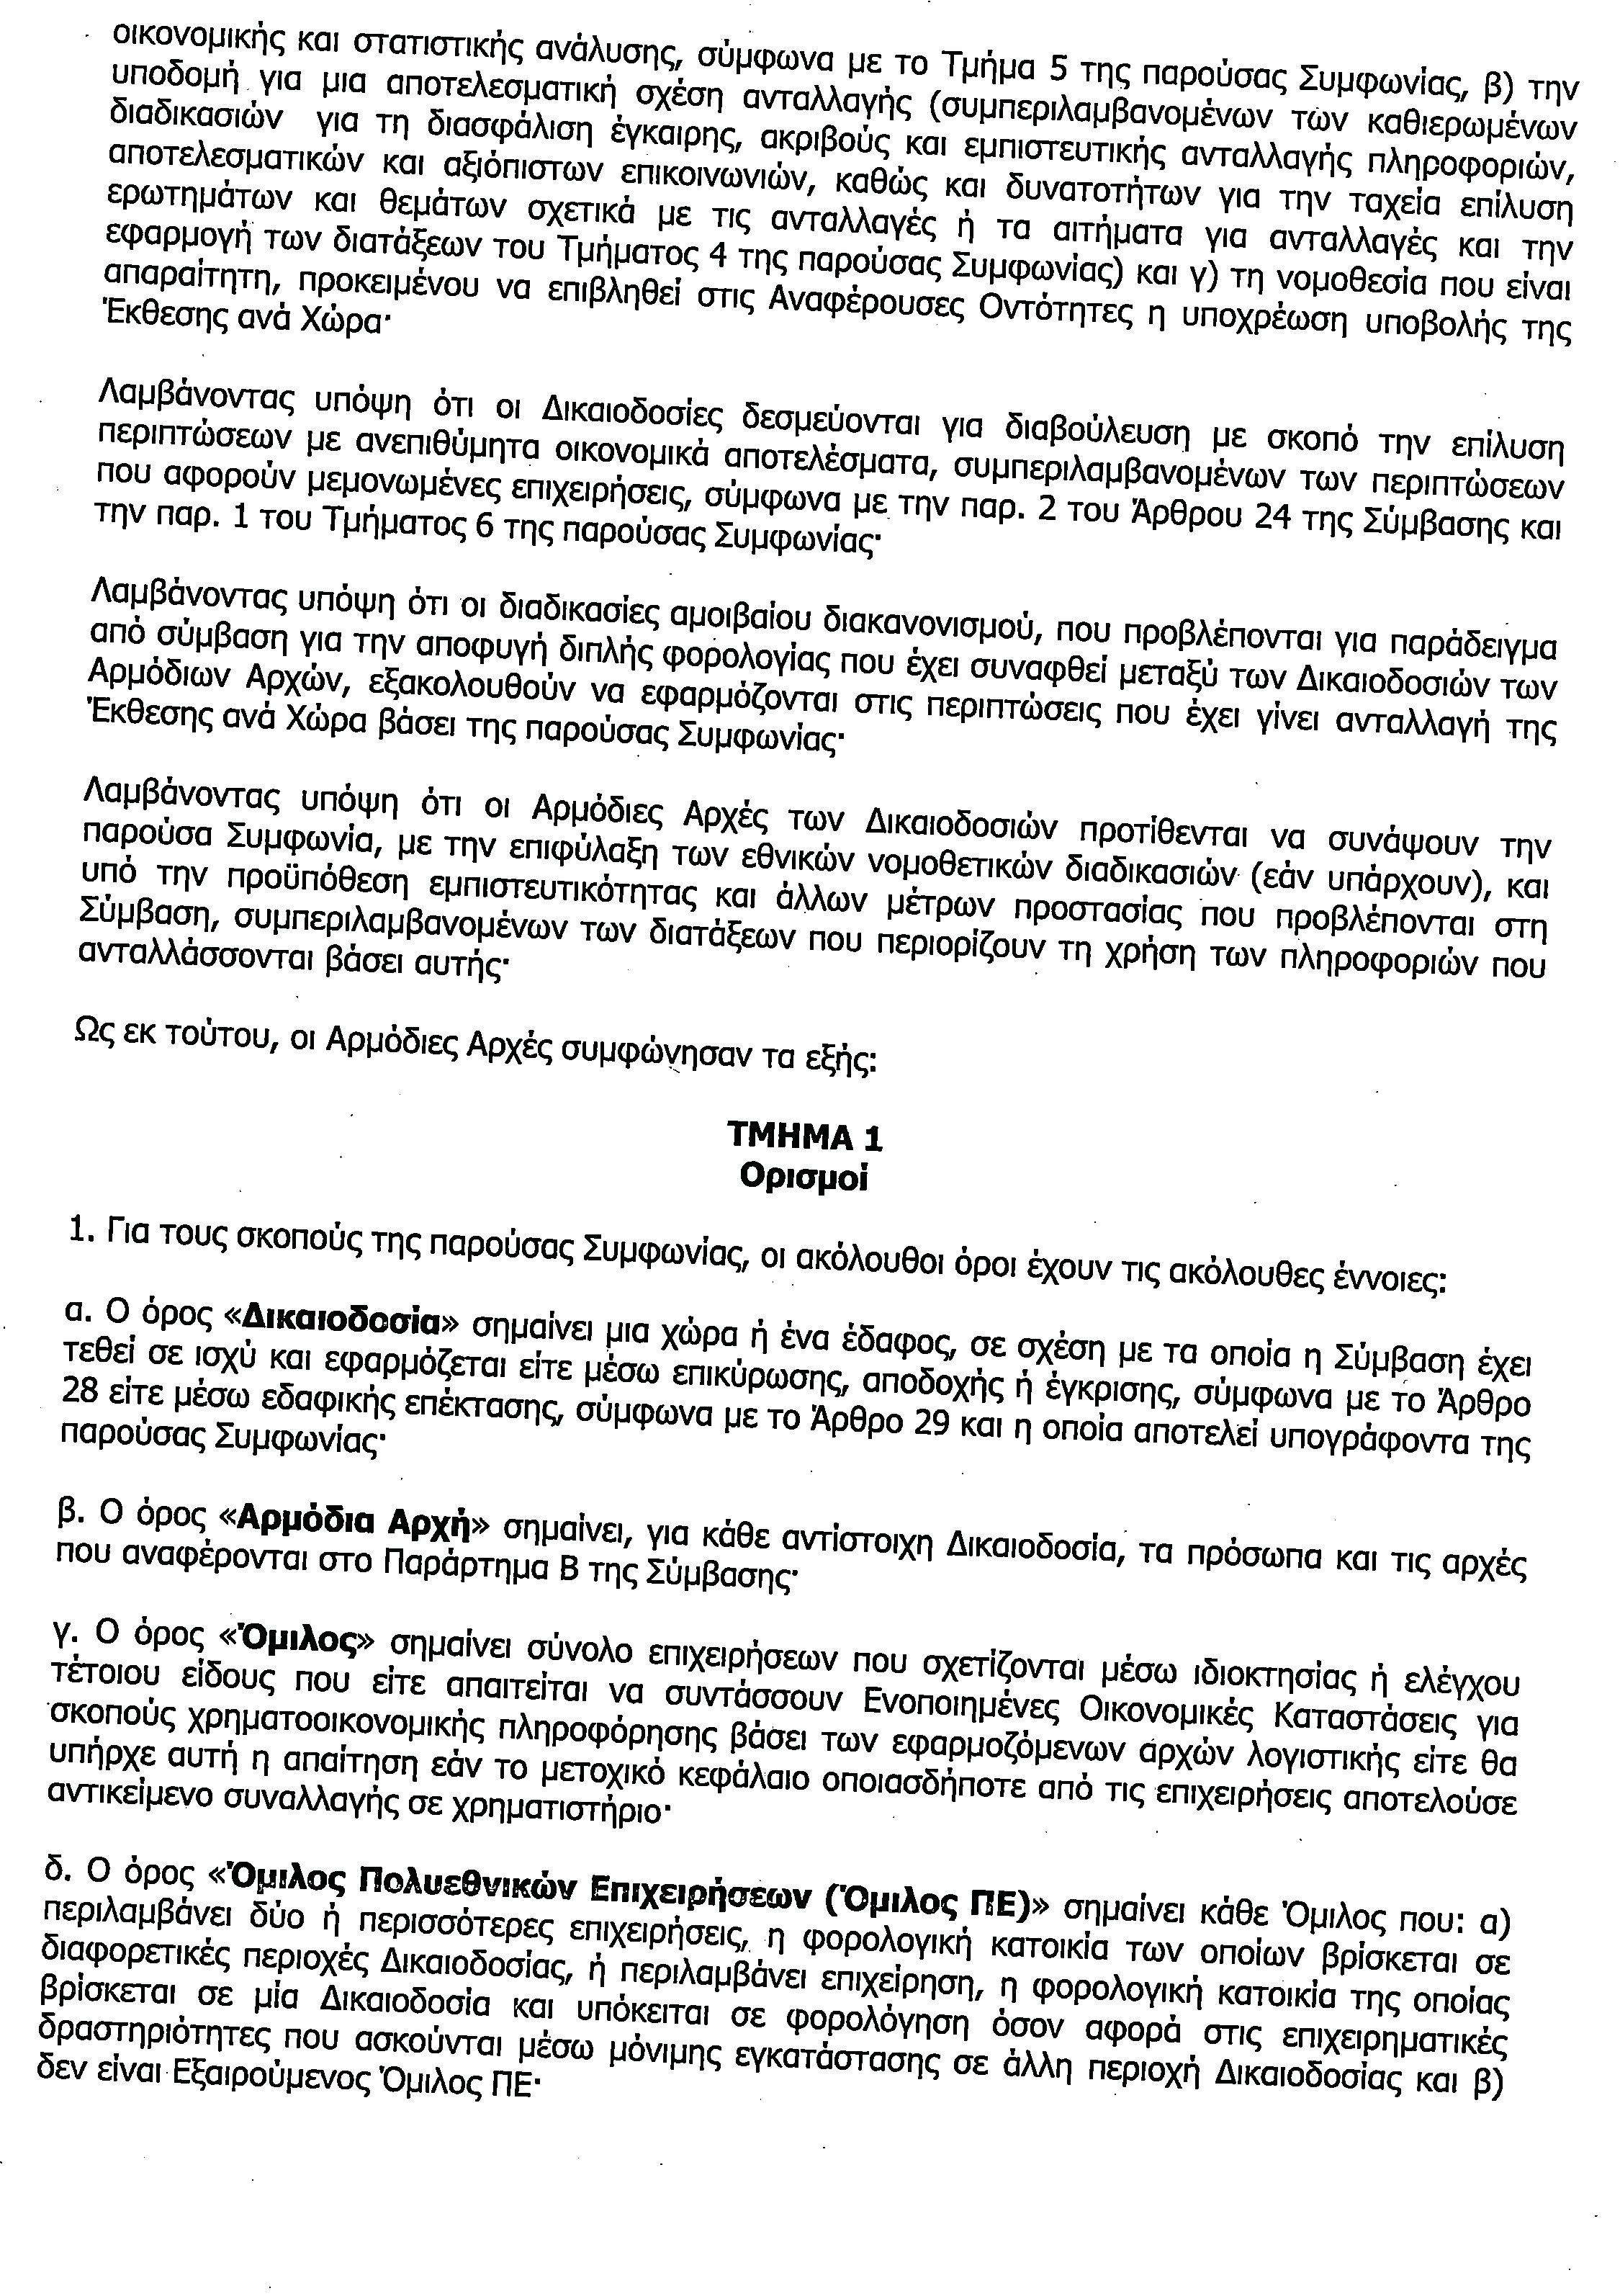 οικονομικής και στατιστικής ανάλυσης, σύμφωνα με το Τμήμα 5 της παρούσας Συμφωνίας, β) την
υποδομή για μια αποτελεσματική σχέση ανταλλαγής (συμπεριλαμβανομένων των καθιερωμένων
διαδικασιών για τη διασφάλιση έγκαιρης, ακριβούς και εμπιστευτικής ανταλλαγής πληροφοριών,
αποτελεσματικών και αξιόπιστων επικοινωνιών, καθώς και δυνατοτήτων για την ταχεία επίλυση
ερωτημάτων και θεμάτων σχετικά με τις ανταλλαγές ή τα αιτήματα για ανταλλαγές και την
εφαρμογή των διατάξεων του Τμήματος 4 της παρούσας Συμφωνίας) και γ) τη νομοθεσία που είναι
απαραίτητη, προκειμένου να επιβληθεί στις Αναφέρουσες Οντότητες η υποχρέωση υποβολής της
Έκθεσης ανά Χώρα·
Λαμβάνοντας υπόψη ότι οι Δικαιοδοσίες δεσμεύονται για διαβούλευση με σκοπό την επίλυση
περιπτώσεων με ανεπιθύμητα οικονομικά αποτελέσματα, συμπεριλαμβανομένων των περιπτώσεων
που αφορούν μεμονωμένες επιχειρήσεις, σύμφωνα με την παρ. 2 του Άρθρου 24 της Σύμβασης και
την παρ. 1 του Τμήματος 6 της παρούσας Συμφωνίας·
Λαμβάνοντας υπόψη ότι οι διαδικασίες αμοιβαίου διακανονισμού, που προβλέπονται για παράδειγμα
από σύμβαση για την αποφυγή διπλής φορολογίας που έχει συναφθεί μεταξύ των Δικαιοδοσιών των
Αρμόδιων Αρχών, εξακολουθούν να εφαρμόζονται στις περιπτώσεις που έχει γίνει ανταλλαγή της
Έκθεσης ανά Χώρα βάσει της παρούσας Συμφωνίας·
Λαμβάνοντας υπόψη ότι οι Αρμόδιες Αρχές των Δικαιοδοσιών προτίθενται να συνάψουν την
παρούσα Συμφωνία, με την επιφύλαξη των εθνικών νομοθετικών διαδικασιών (εάν υπάρχουν), και
υπό την προϋπόθεση εμπιστευτικότητας και άλλων μέτρων προστασίας που προβλέπονται στη
Σύμβαση, συμπεριλαμβανομένων των διατάξεων που περιορίζουν τη χρήση των πληροφοριών που
ανταλλάσσονται βάσει αυτής·
Ως εκ τούτου, οι Αρμόδιες Αρχές συμφώνησαν τα εξής:
ΤΜΗΜΑ 1
Ορισμοί
1. Για τους σκοπούς της παρούσας Συμφωνίας, οι ακόλουθοι όροι έχουν τις ακόλουθες έννοιες:
α. Ο όρος «Δικαιοδοσία» σημαίνει μια χώρα ή ένα έδαφος, σε σχέση με τα οποία η Σύμβαση έχει
τεθεί σε ισχύ και εφαρμόζεται είτε μέσω επικύρωσης, αποδοχής ή έγκρισης, σύμφωνα με το Άρθρο
28 είτε μέσω εδαφικής επέκτασης, σύμφωνα με το Άρθρο 29 και η οποία αποτελεί υπογράφοντα της
παρούσας Συμφωνίας·
β. Ο όρος «Αρμόδια Αρχή» σημαίνει, για κάθε αντίστοιχη Δικαιοδοσία, τα πρόσωπα και τις αρχές
που αναφέρονται στο Παράρτημα Β της Σύμβασης·
γ. Ο όρος «Όμιλος» σημαίνει σύνολο επιχειρήσεων που σχετίζονται μέσω ιδιοκτησίας ή ελέγχου
τέτοιου είδους που είτε απαιτείται να συντάσσουν Ενοποιημένες Οικονομικές Καταστάσεις για
σκοπούς χρηματοοικονομικής πληροφόρησης βάσει των εφαρμοζόμενων αρχών λογιστικής είτε θα
υπήρχε αυτή η απαίτηση εάν το μετοχικό κεφάλαιο οποιασδήποτε από τις επιχειρήσεις αποτελούσε
αντικείμενο συναλλαγής σε χρηματιστήριο·
δ. Ο όρος «Όμιλος Πολυεθνικών Επιχειρήσεων (Όμιλος ΠΕ)» σημαίνει κάθε Όμιλος που: α)
περιλαμβάνει δύο ή περισσότερες επιχειρήσεις, η φορολογική κατοικία των οποίων βρίσκεται σε
διαφορετικές περιοχές Δικαιοδοσίας, ή περιλαμβάνει επιχείρηση, η φορολογική κατοικία της οποίας
βρίσκεται σε μία Δικαιοδοσία και υπόκειται σε φορολόγηση όσον αφορά στις επιχειρηματικές
δραστηριότητες που ασκούνται μέσω μόνιμης εγκατάστασης σε άλλη περιοχή Δικαιοδοσίας και β)
δεν είναι Εξαιρούμενος Όμιλος ΠΕ·